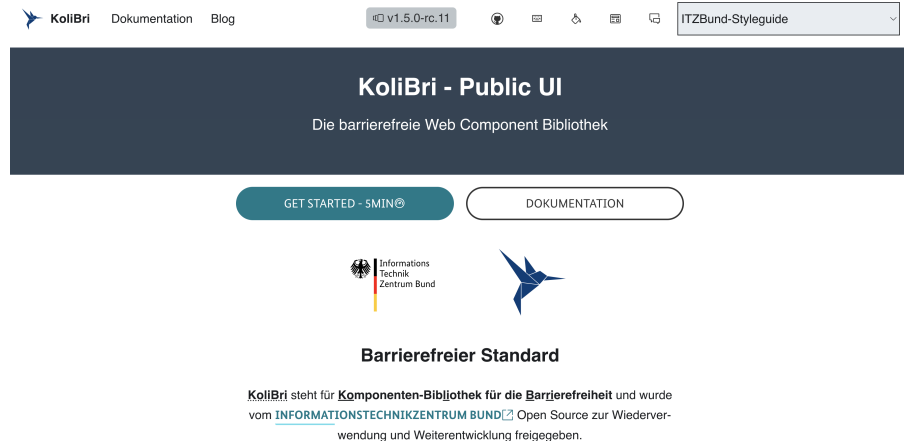 KoliBri Dokumentation Blog v1.5.0-rc.11 ITZBund-Styleguide
KoliBri - Public UI
Die barrierefreie Web Component Bibliothek
GET STARTED - 5MIN DOKUMENTATION
Informations
Technik
Zentrum Bund
Barrierefreier Standard
KoliBri steht für Komponenten-Bibliothek für die Barrierefreiheit und wurde
vom INFORMATIONSTECHNIKZENTRUM BUND Open Source zur Wiederver-
wendung und Weiterentwicklung freigegeben.